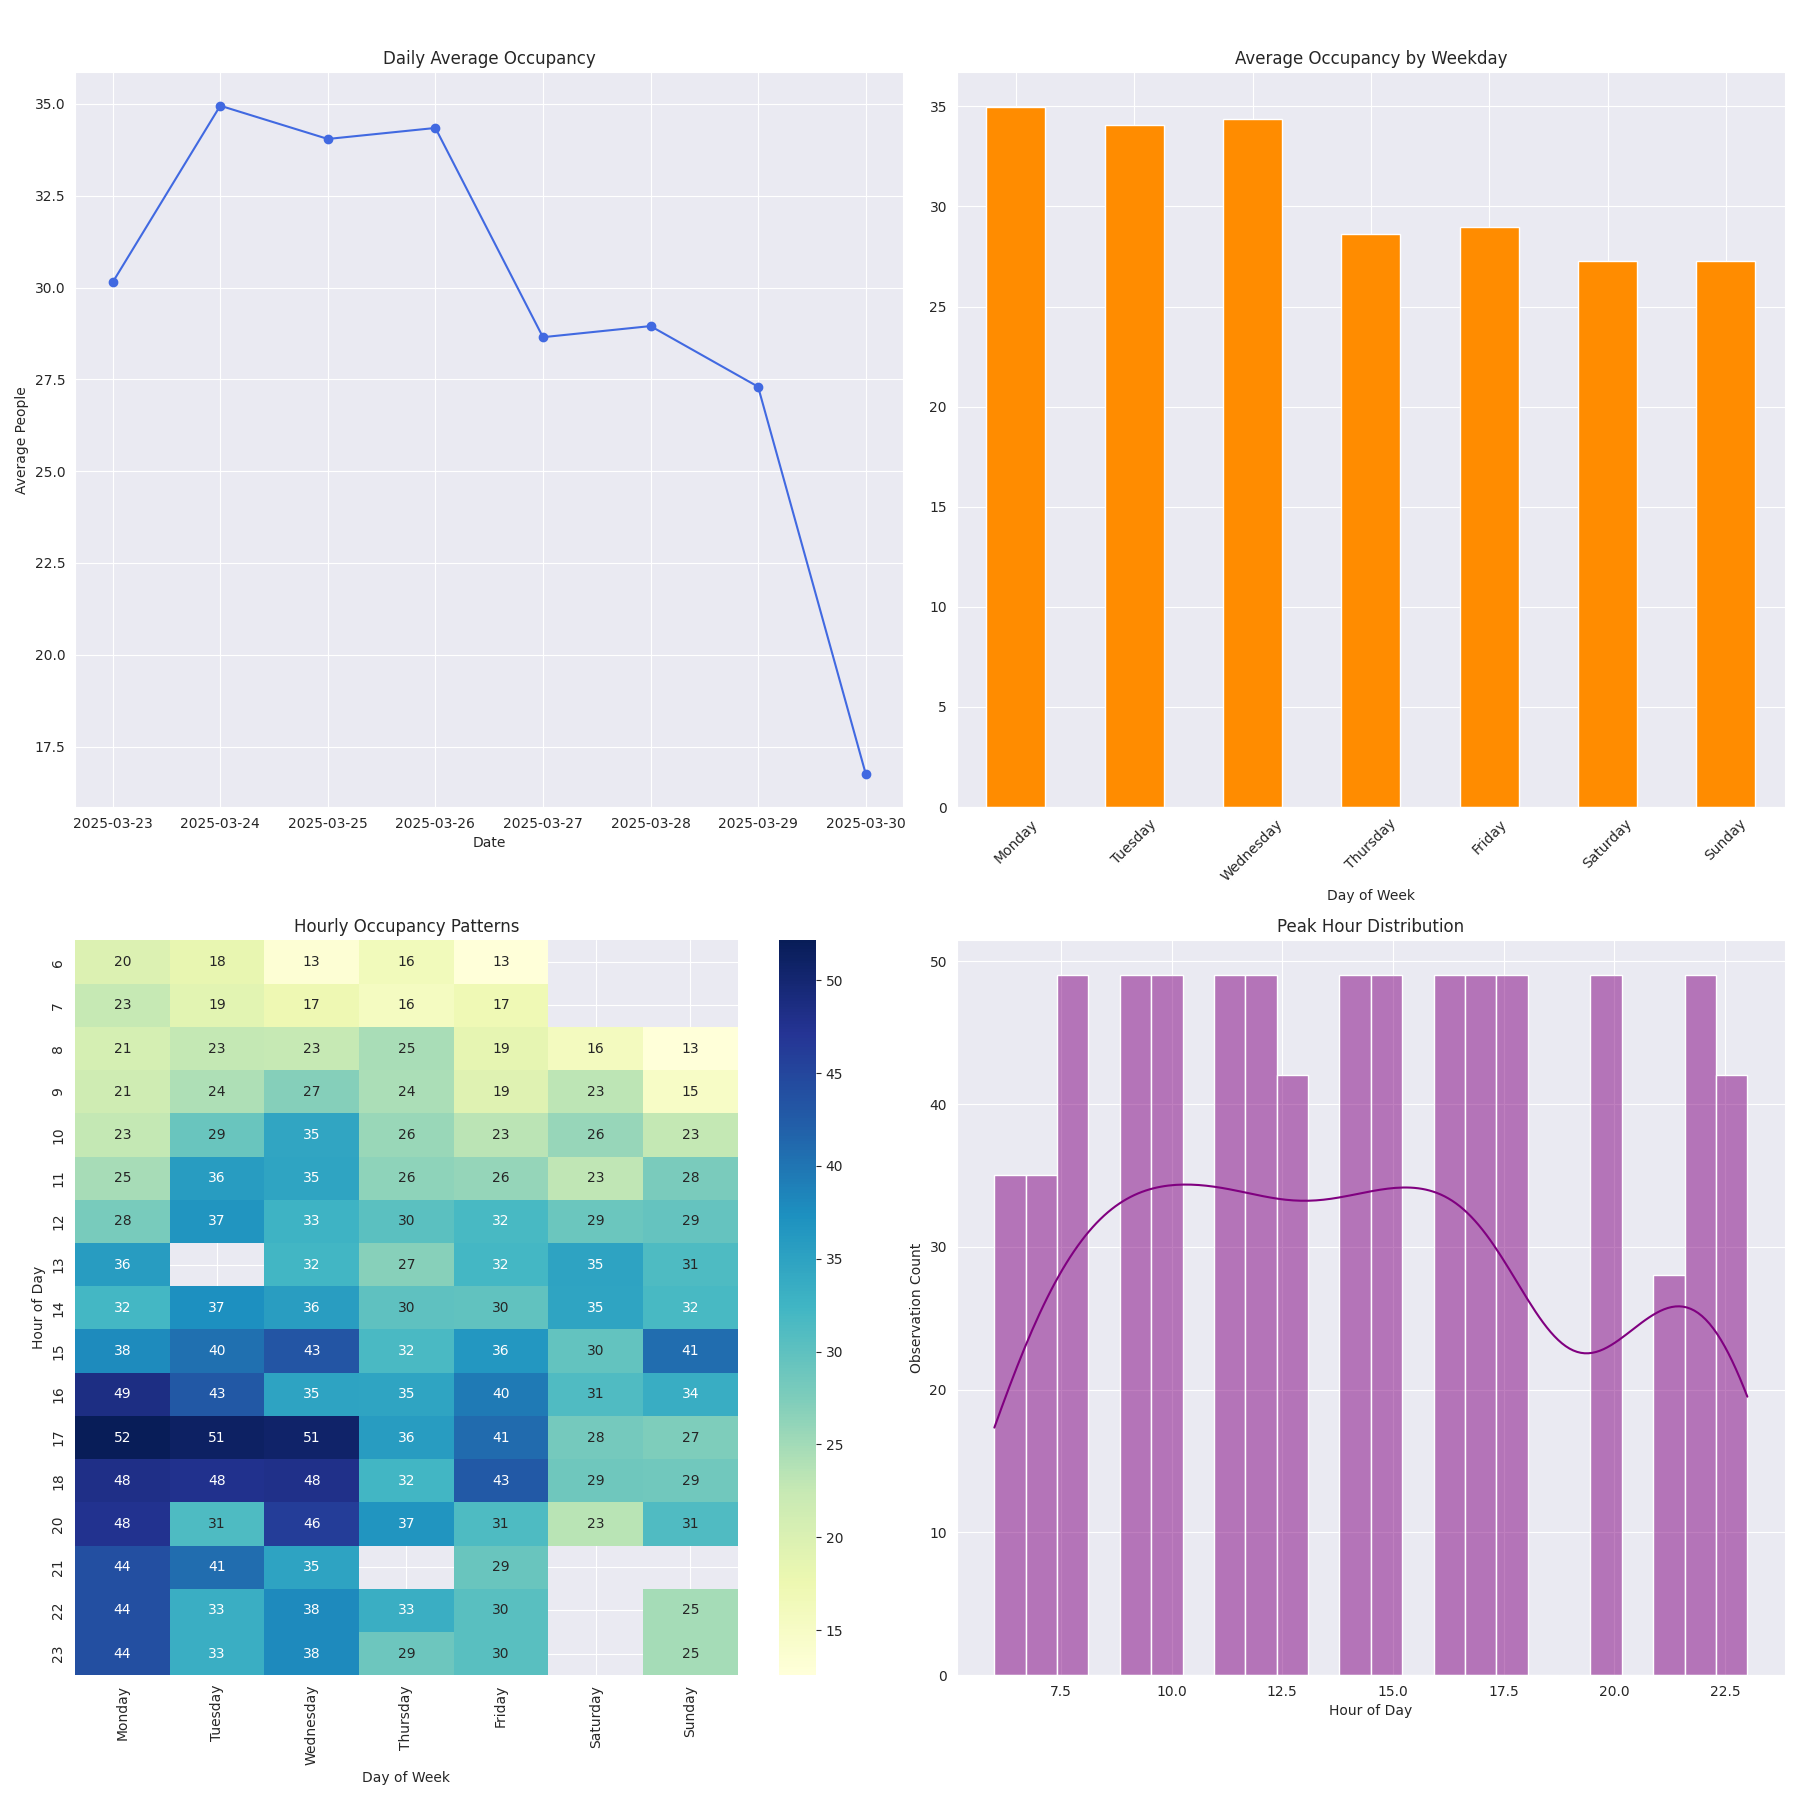 Daily Average Occupancy
35.0
32.5
30.0
27.5
25.0
22.5
20.0
17.5
Average People
2025-03-23 2025-03-24 2025-03-25 2025-03-26 2025-03-27 2025-03-28 2025-03-29 2025-03-30
Date
Average Occupancy by Weekday
35
30
25
20
15
10
5
0
Monday Tuesday Wednesday Thursday Friday Saturday Sunday
Day of Week
Hourly Occupancy Patterns
Hour of Day
6 20 18 13 16 13
7 23 19 17 16 17
8 21 23 23 25 19 16 13
9 21 24 27 24 19 23 15
10 23 29 35 26 23 26 23
11 25 36 35 26 26 23 28
12 28 37 33 30 32 29 29
13 36 32 27 32 35 31
14 32 37 36 30 30 35 32
15 38 40 43 32 36 30 41
16 49 43 35 35 40 31 34
17 52 51 51 36 41 28 27
18 48 48 48 32 43 29 29
20 48 31 46 37 31 23 31
21 44 41 35 29
22 44 33 38 33 30 25
23 44 33 38 29 30 25
Monday Tuesday Wednesday Thursday Friday Saturday Sunday
Day of Week
50
45
40
35
30
25
20
15
Peak Hour Distribution
50
40
30
20
10
0
Observation Count
7.5 10.0 12.5 15.0 17.5 20.0 22.5
Hour of Day